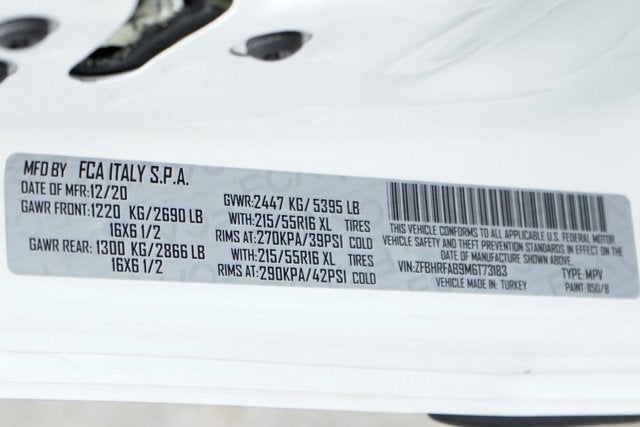 MFD BY FCA ITALY S.P.A.
DATE OF MFR:12/20
GAWR FRONT:1220 KG/2690 LB
16X6 1/2
GAWR REAR:1300 KG/2866 LB
16X6 1/2
GVWR:2447 KG/5395 LB
WITH:215/55R16 XL TIRES
RIMS AT:270KPA/39PSI COLD
WITH:215/55R16 XL TIRES
RIMS AT:290KPA/42PSI COLD
THIS VEHICLE CONFORMS TO ALL APPLICABLE U.S. FEDERAL MOTOR
VEHICLE SAFETY AND THEFT PREVENTION STANDARDS IN EFFECT ON THE
DATE OF MANUFACTURE SHOWN ABOVE.
VIN:ZFBHRFAB9M6T73183 TYPE:MPV
VEHICLE MADE IN: TURKEY PAINT: 850/B